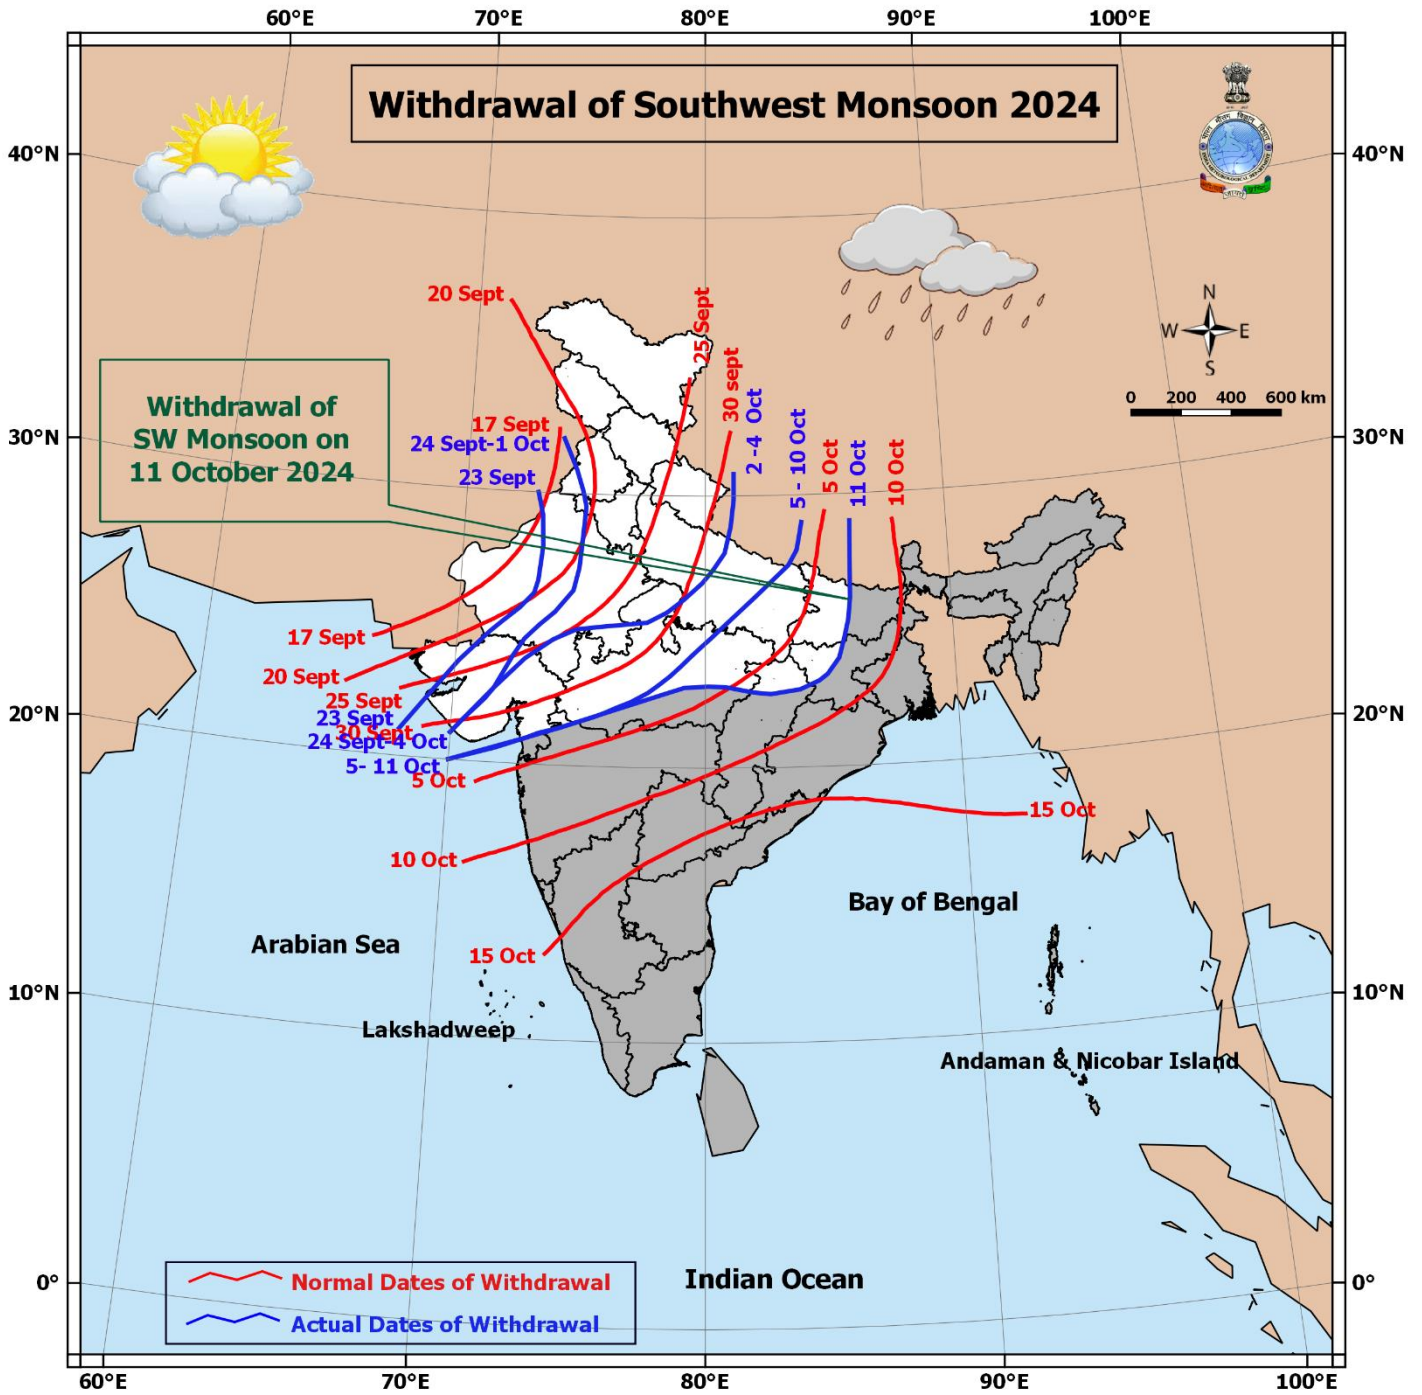 60°E 70°E 80°E 90°E 100°E
Withdrawal of Southwest Monsoon 2024
40°N 40°N
20 Sept
25 Sept
30 sept
N
W E
S
0 200 400 600 km
Withdrawal of
SW Monsoon on
11 October 2024
17 Sept
24 Sept-1 Oct
23 Sept
2 -4 Oct
5 - 10 Oct
5 Oct
11 Oct
10 Oct
30°N 30°N
17 Sept
20 Sept
25 Sept
23 Sept
30 Sept
24 Sept-4 Oct
5- 11 Oct
5 Oct
20°N 20°N
10 Oct
15 Oct
15 Oct
Bay of Bengal
Arabian Sea
10°N 10°N
Lakshadweep
Andaman & Nicobar Island
Indian Ocean
0° 0°
Normal Dates of Withdrawal
Actual Dates of Withdrawal
60°E 70°E 80°E 90°E 100°E